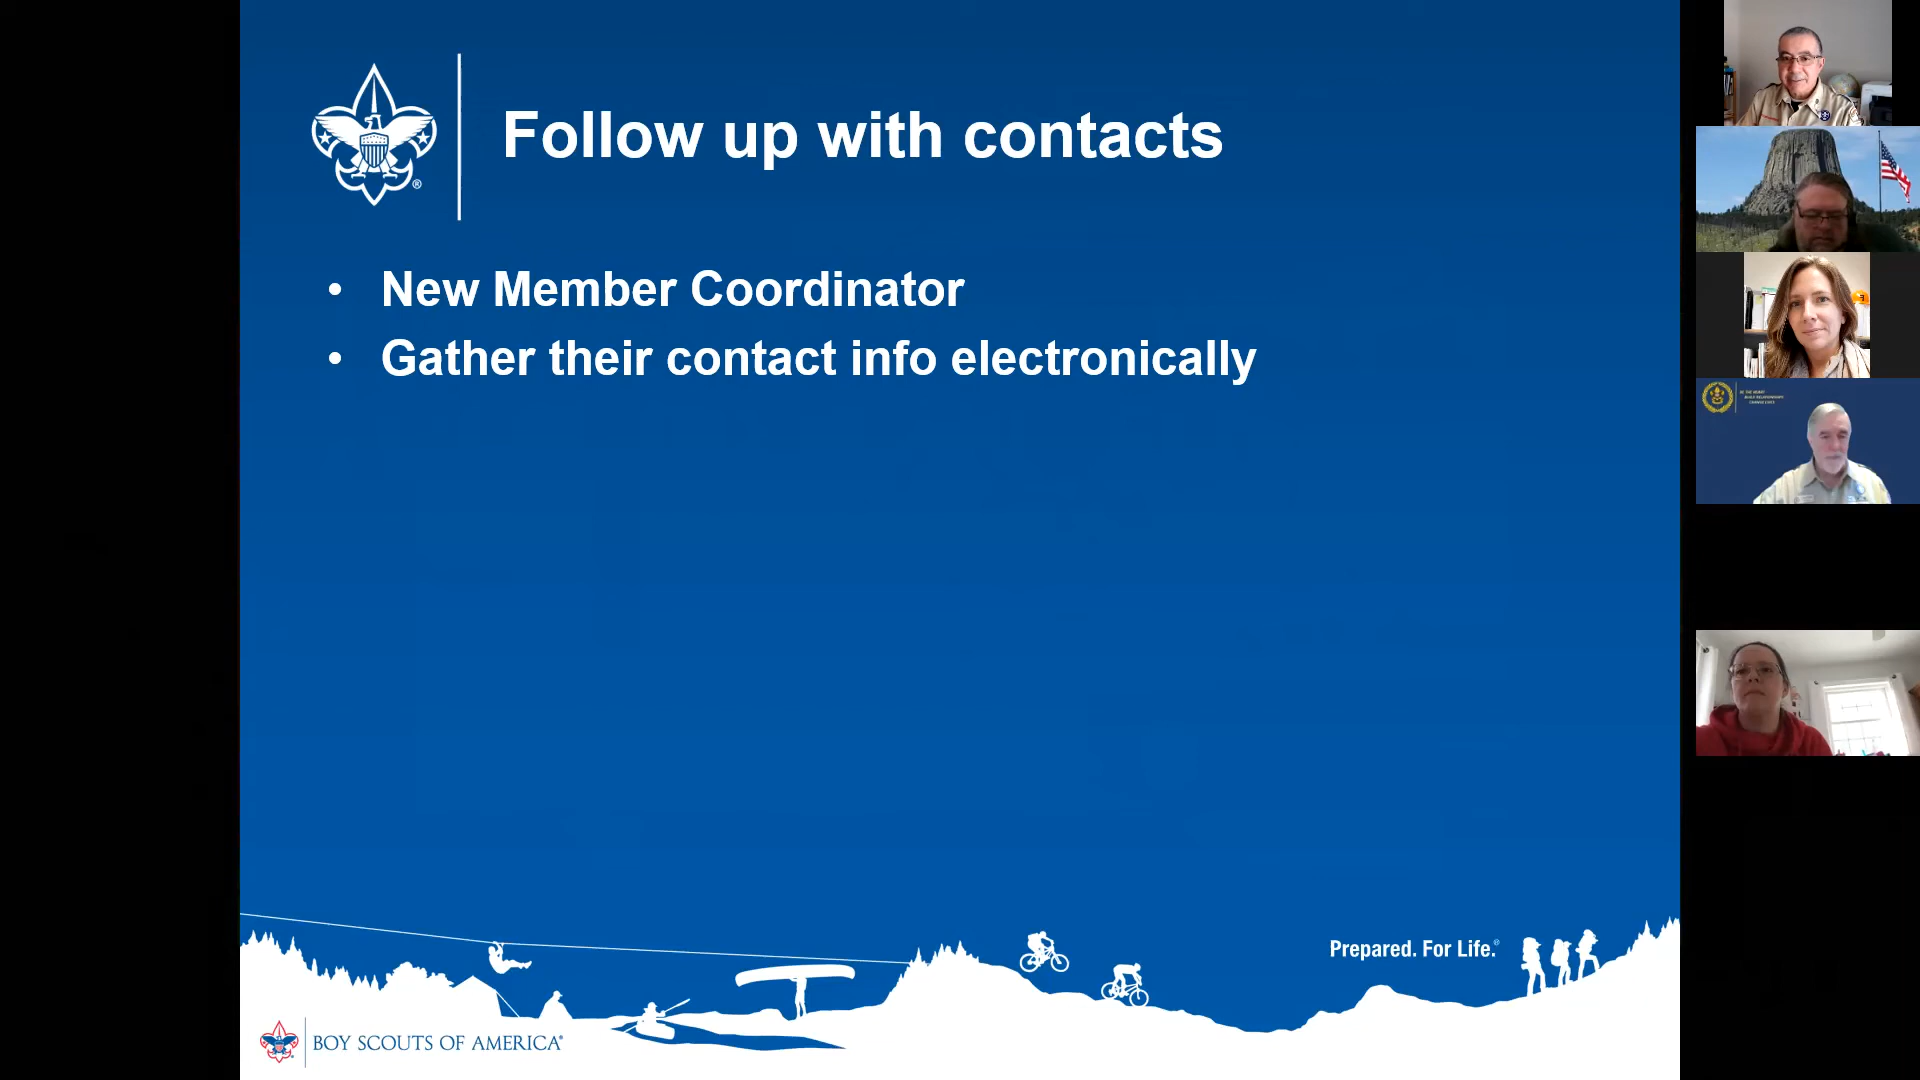 Follow up with contacts
• New Member Coordinator
• Gather their contact info electronically
Prepared. For Life.®
BOY SCOUTS OF AMERICA®